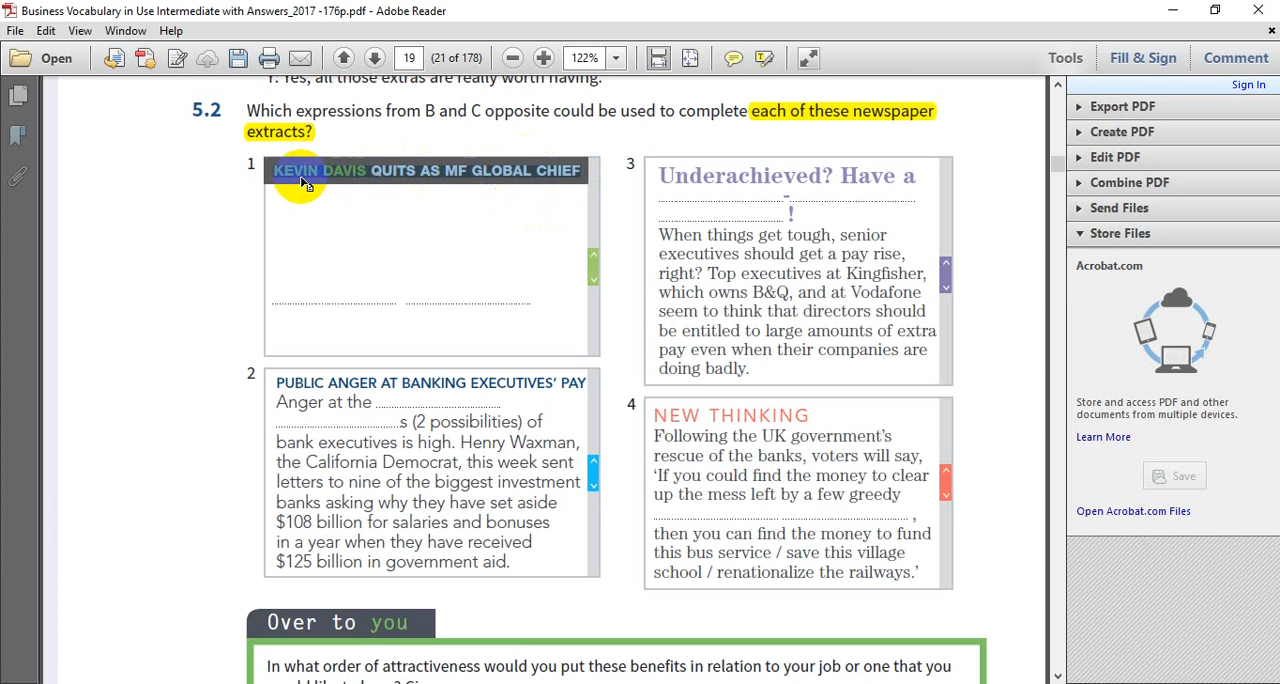 Business Vocabulary in Use Intermediate with Answers_2017 -176p.pdf - Adobe Reader
File Edit View Window Help
Open 19 (21 of 178) 122% Tools Fill & Sign Comment
Sign In
Y: Yes, all those extras are really worth having.
5.2 Which expressions from B and C opposite could be used to complete each of these newspaper
extracts?
1
KEVIN DAVIS QUITS AS MF GLOBAL CHIEF
2
PUBLIC ANGER AT BANKING EXECUTIVES' PAY
Anger at the ..............................
..............................s (2 possibilities) of
bank executives is high. Henry Waxman,
the California Democrat, this week sent
letters to nine of the biggest investment
banks asking why they have set aside
$108 billion for salaries and bonuses
in a year when they have received
$125 billion in government aid.
3
Underachieved? Have a
..............................-..............................
.............................. !
When things get tough, senior
executives should get a pay rise,
right? Top executives at Kingfisher,
which owns B&Q, and at Vodafone
seem to think that directors should
be entitled to large amounts of extra
pay even when their companies are
doing badly.
4
NEW THINKING
Following the UK government's
rescue of the banks, voters will say,
'If you could find the money to clear
up the mess left by a few greedy
.............................. .............................. ,
then you can find the money to fund
this bus service / save this village
school / renationalize the railways.'
Over to you
In what order of attractiveness would you put these benefits in relation to your job or one that you
Export PDF
Create PDF
Edit PDF
Combine PDF
Send Files
Store Files
Acrobat.com
Store and access PDF and other
documents from multiple devices.
Learn More
Save
Open Acrobat.com Files